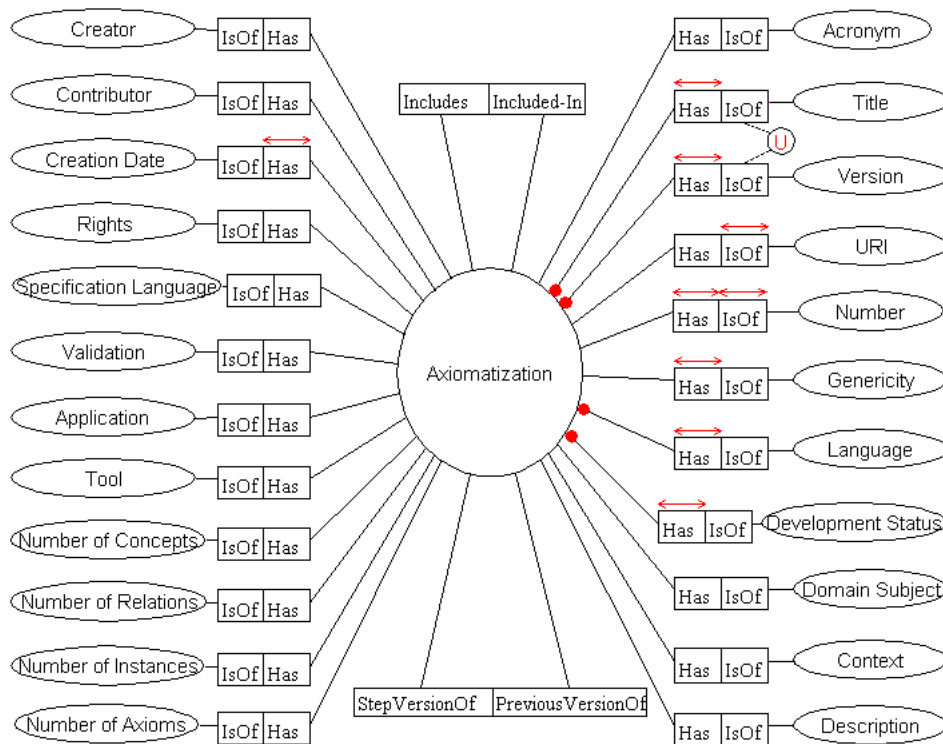 Creator IsOf Has
Has IsOf Acronym
Contributor IsOf Has
Includes Included-In
Has IsOf Title
U
Creation Date IsOf Has
Has IsOf Version
Rights IsOf Has
Has IsOf URI
Specification Language IsOf Has
Has IsOf Number
Validation IsOf Has
Axiomatization
Has IsOf Genericity
Application IsOf Has
Has IsOf Language
Tool IsOf Has
Has IsOf Development Status
Number of Concepts IsOf Has
Has IsOf Domain Subject
Number of Relations IsOf Has
Number of Instances IsOf Has
Has IsOf Context
StepVersionOf PreviousVersionOf
Number of Axioms IsOf Has
Has IsOf Description